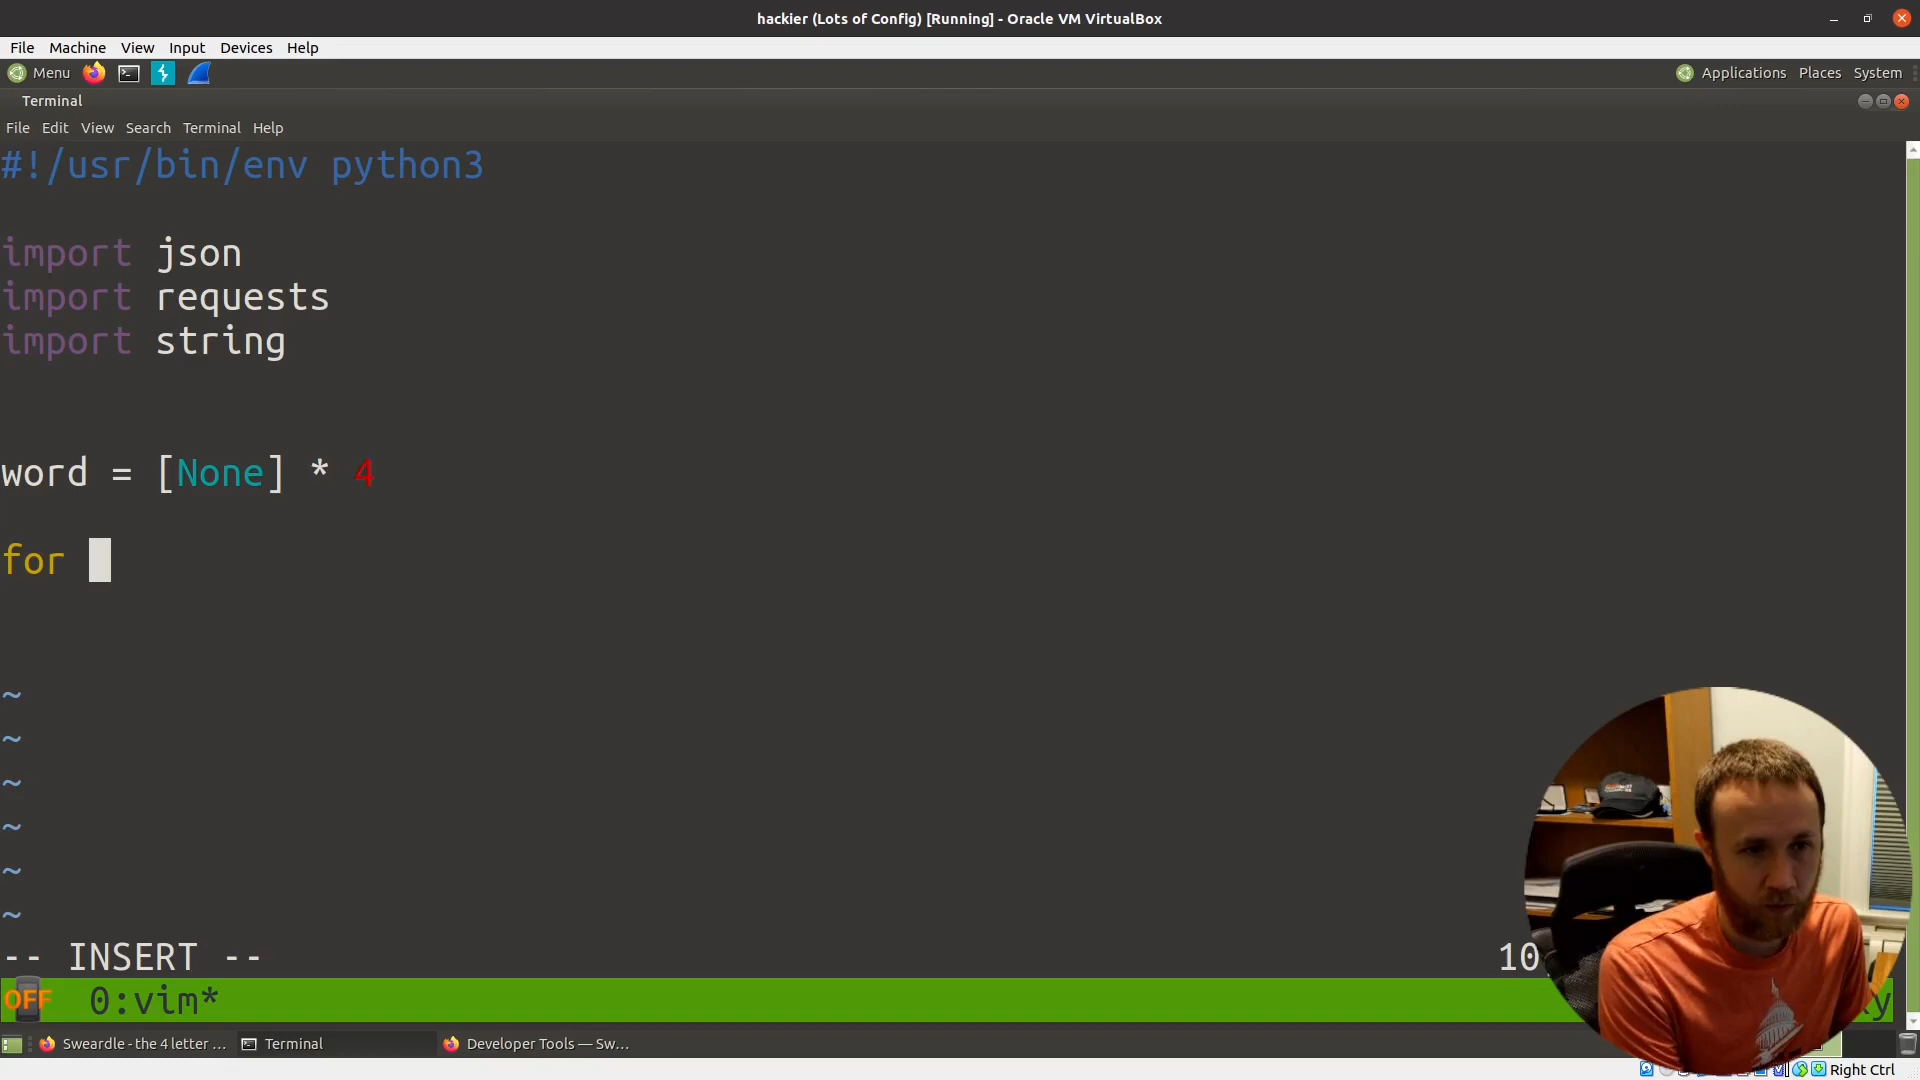 hackier (Lots of Config) [Running] - Oracle VM VirtualBox
File Machine View Input Devices Help
Menu Applications Places System
Terminal
File Edit View Search Terminal Help
#!/usr/bin/env python3
import json
import requests
import string
word = [None] * 4
for
~
~
~
~
~
~
-- INSERT -- 10
OFF 0:vim*
Sweardle - the 4 letter ... Terminal Developer Tools — Sw...
Right Ctrl